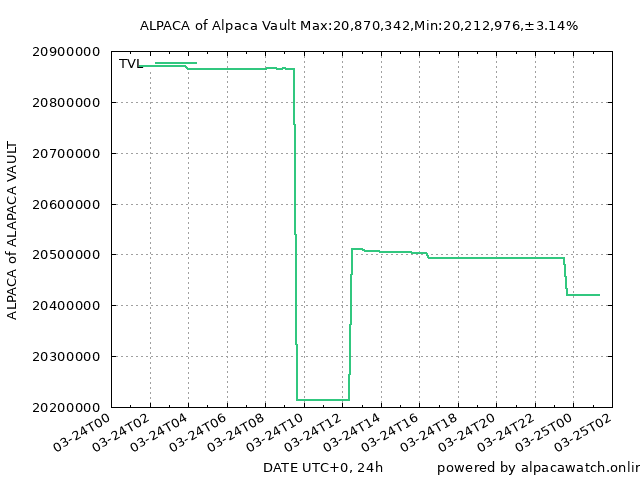 ALPACA of Alpaca Vault Max:20,870,342,Min:20,212,976,±3.14%
TVL
ALPACA of ALAPACA VAULT
20900000
20800000
20700000
20600000
20500000
20400000
20300000
20200000
03-24T00
03-24T02
03-24T04
03-24T06
03-24T08
03-24T10
03-24T12
03-24T14
03-24T16
03-24T18
03-24T20
03-24T22
03-25T00
03-25T02
DATE UTC+0, 24h
powered by alpacawatch.onlin